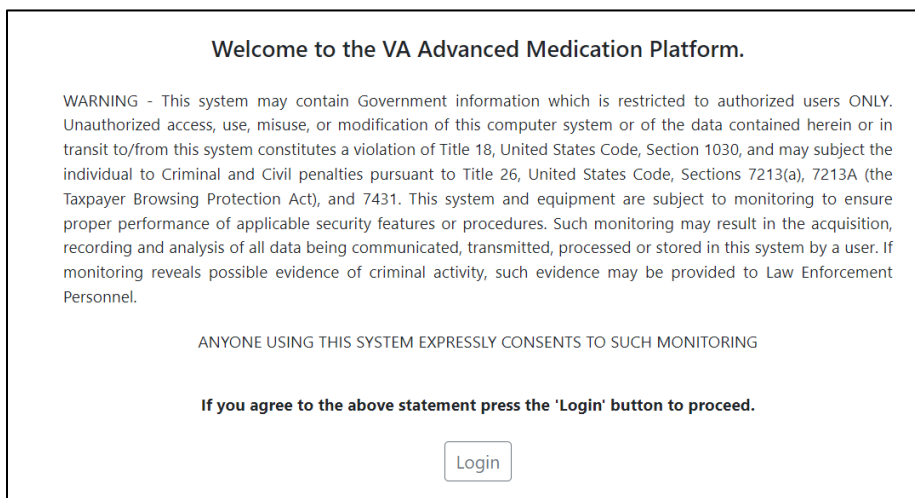 Welcome to the VA Advanced Medication Platform.
WARNING - This system may contain Government information which is restricted to authorized users ONLY.
Unauthorized access, use, misuse, or modification of this computer system or of the data contained herein or in
transit to/from this system constitutes a violation of Title 18, United States Code, Section 1030, and may subject the
individual to Criminal and Civil penalties pursuant to Title 26, United States Code, Sections 7213(a), 7213A (the
Taxpayer Browsing Protection Act), and 7431. This system and equipment are subject to monitoring to ensure
proper performance of applicable security features or procedures. Such monitoring may result in the acquisition,
recording and analysis of all data being communicated, transmitted, processed or stored in this system by a user. If
monitoring reveals possible evidence of criminal activity, such evidence may be provided to Law Enforcement
Personnel.
ANYONE USING THIS SYSTEM EXPRESSLY CONSENTS TO SUCH MONITORING
If you agree to the above statement press the 'Login' button to proceed.
Login